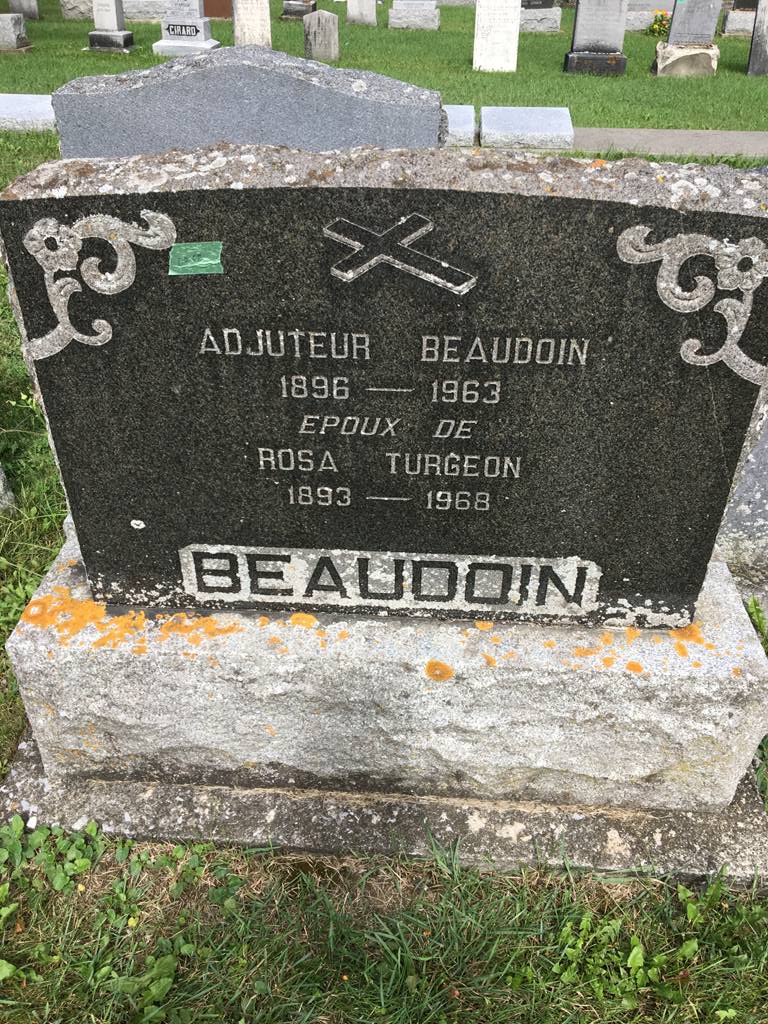 GIRARD
ADJUTEUR BEAUDOIN
1896 — 1963
EPOUX DE
ROSA TURGEON
1893 — 1968
BEAUDOIN